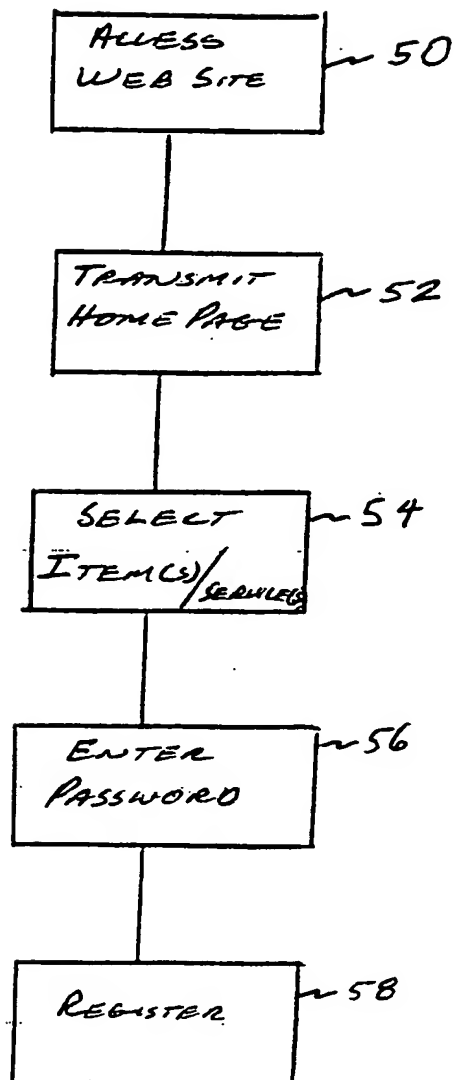 ACCESS
WEB SITE
50
TRANSMIT
HOME PAGE
52
SELECT
ITEM(S)/SERVICE(S)
54
ENTER
PASSWORD
56
REGISTER
58